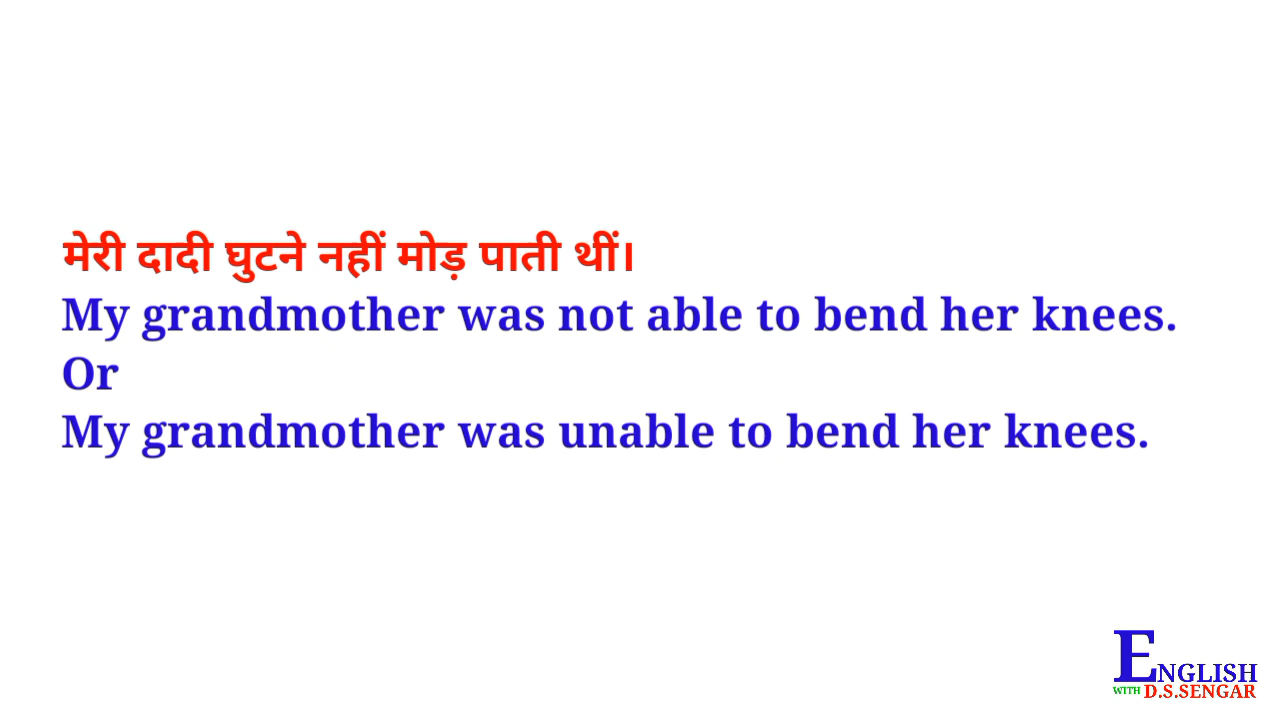 मेरी दादी घुटने नहीं मोड़ पाती थीं।
My grandmother was not able to bend her knees.
Or
My grandmother was unable to bend her knees.
ENGLISH
WITH D.S.SENGAR